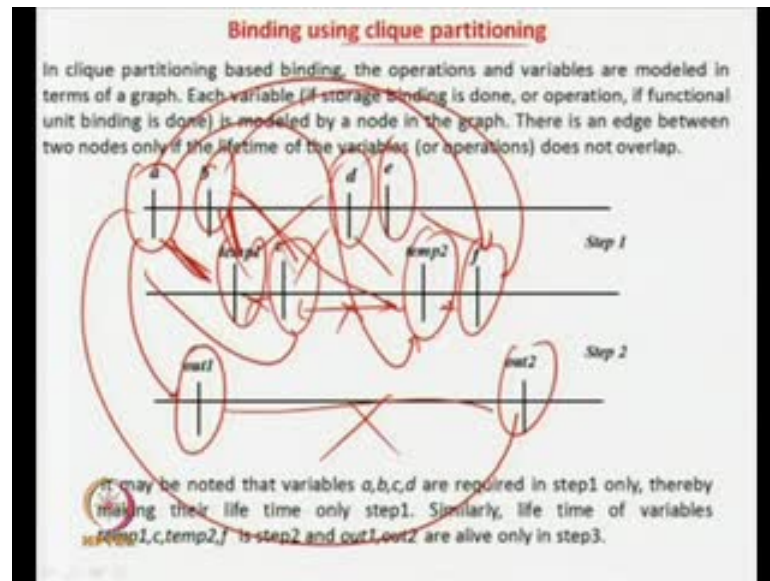 Binding using clique partitioning
In clique partitioning based binding, the operations and variables are modeled in
terms of a graph. Each variable (if storage binding is done, or operation, if functional
unit binding is done) is modeled by a node in the graph. There is an edge between
two nodes only if the lifetime of the variables (or operations) does not overlap.
a b d e
Step 1
temp1 c temp2 f
Step 2
out1 out2
It may be noted that variables a,b,c,d are required in step1 only, thereby
making their life time only step1. Similarly, life time of variables
temp1,c,temp2,f is step2 and out1,out2 are alive only in step3.
NPTEL